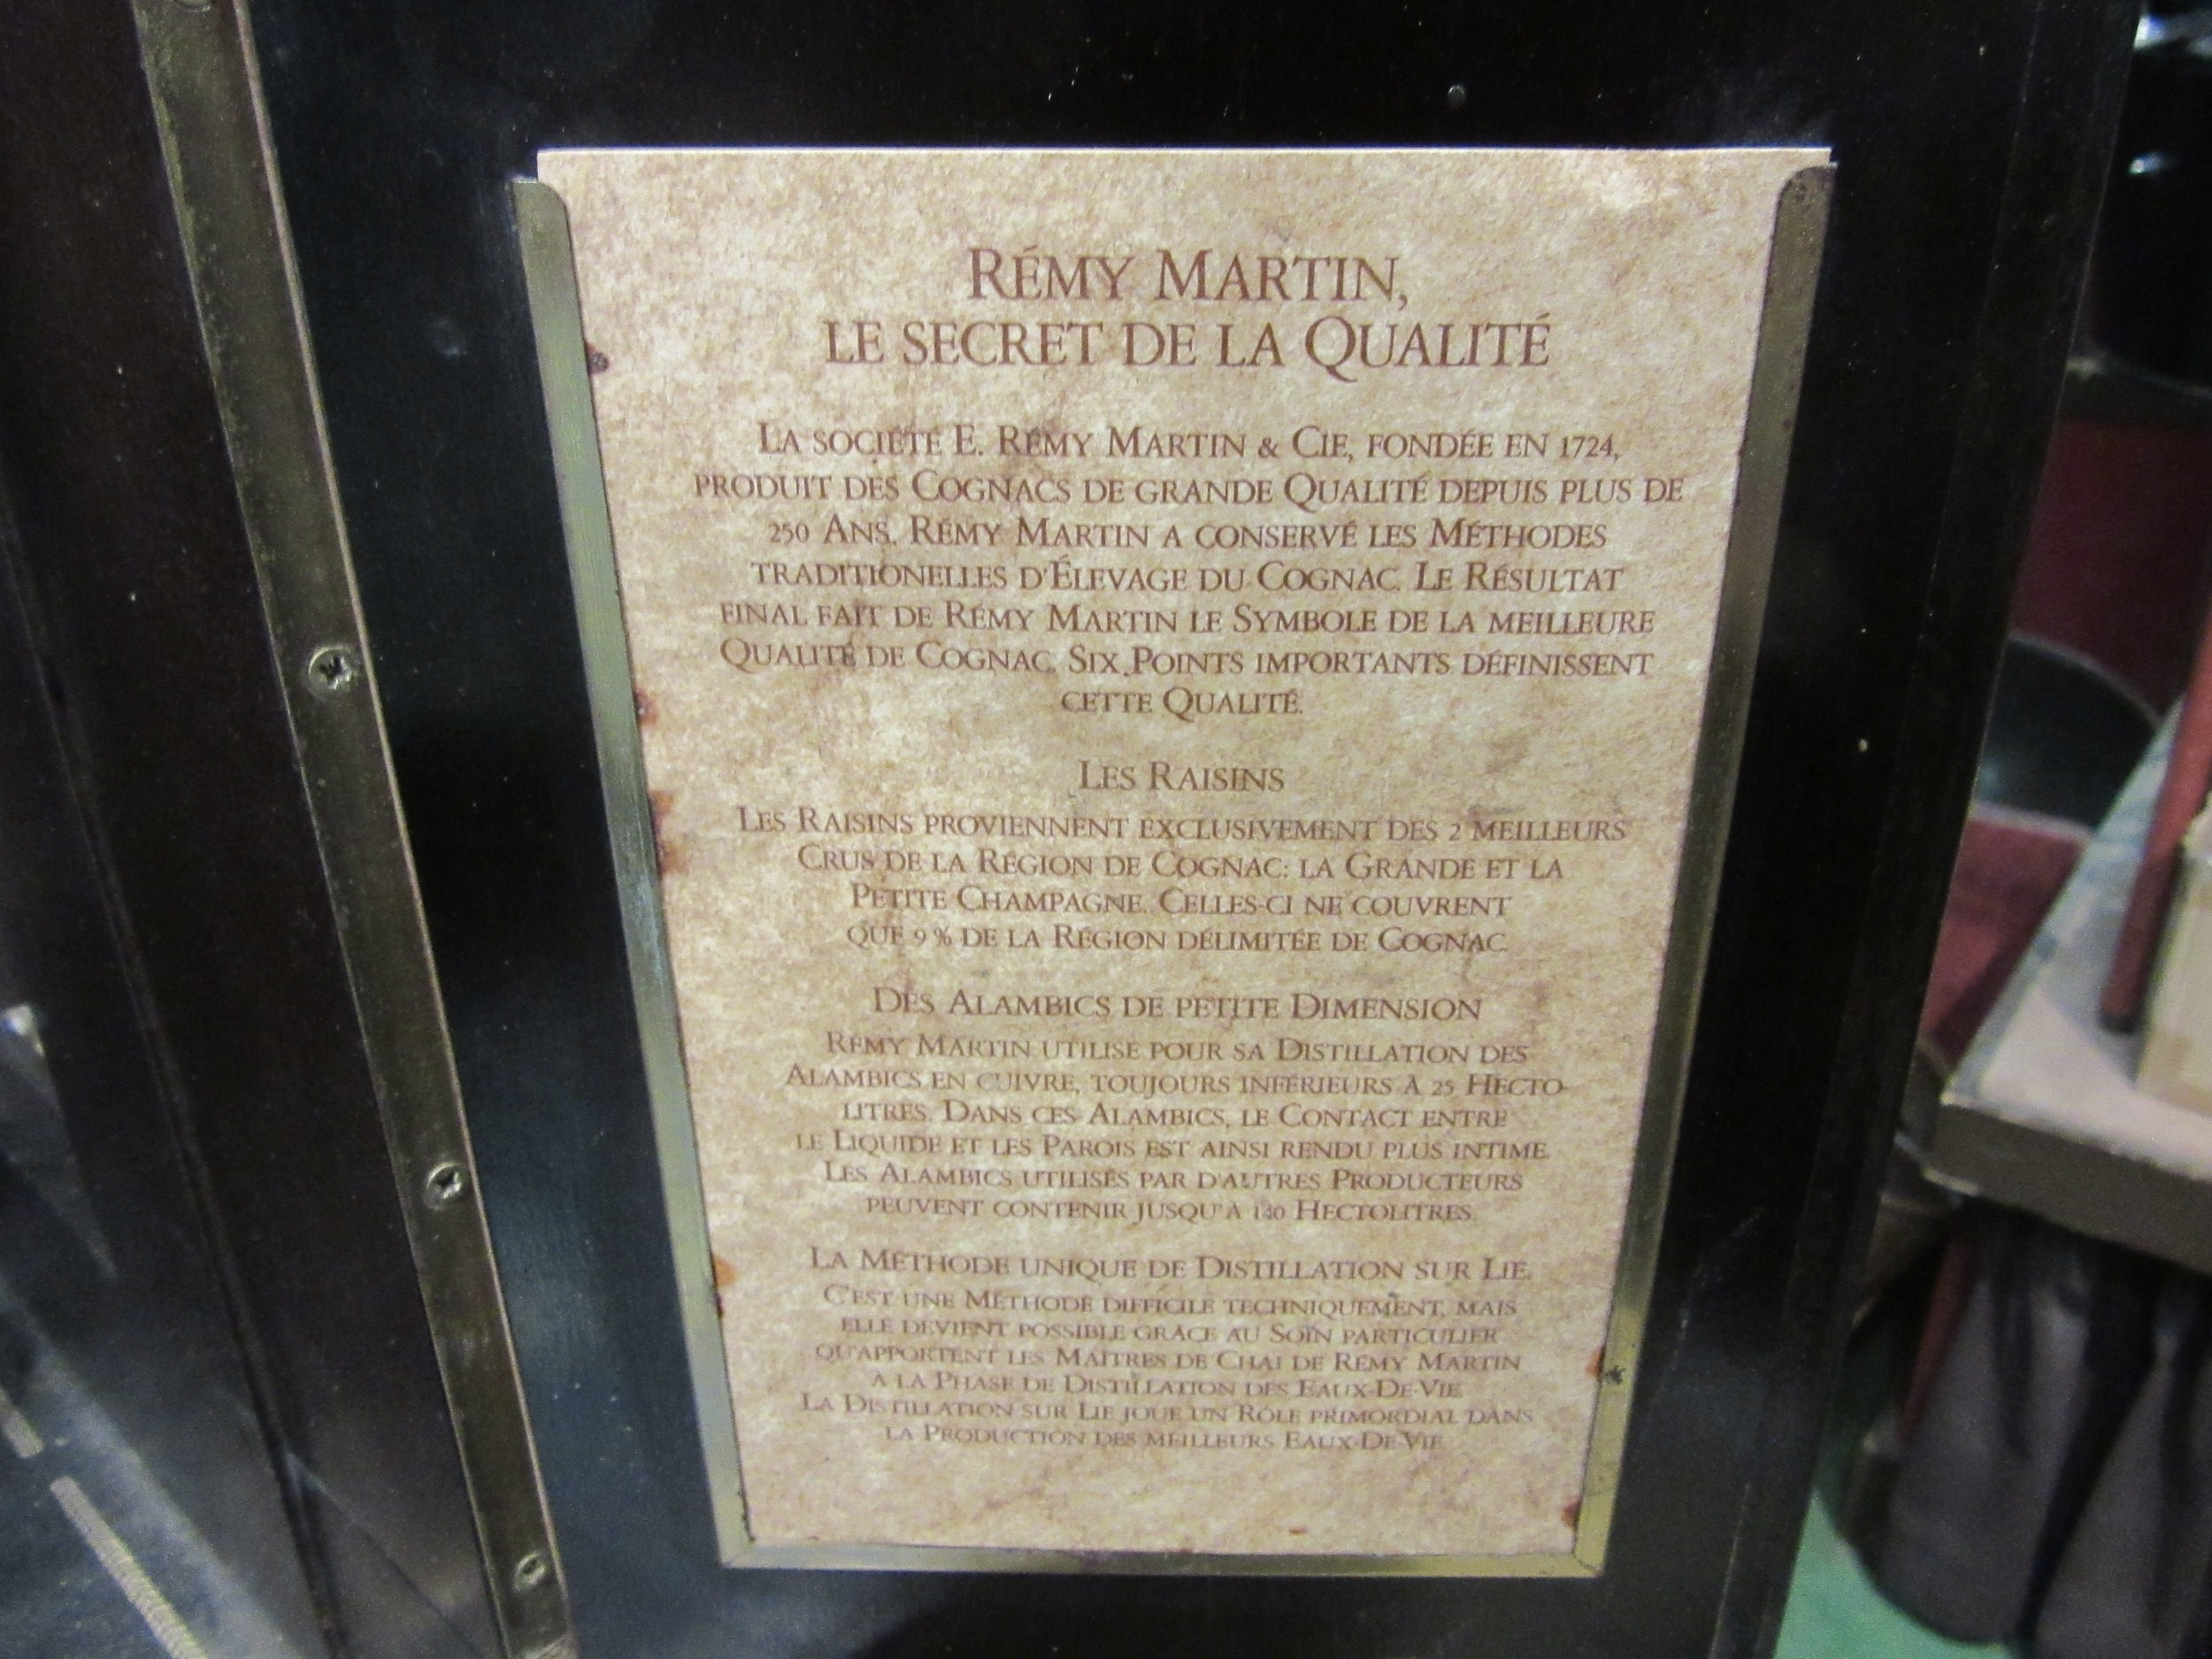 RÉMY MARTIN,
LE SECRET DE LA QUALITÉ
LA SOCIÉTÉ E. RÉMY MARTIN & CIE, FONDÉE EN 1724,
PRODUIT DES COGNACS DE GRANDE QUALITÉ DEPUIS PLUS DE
250 ANS. RÉMY MARTIN A CONSERVÉ LES MÉTHODES
TRADITIONELLES D'ÉLEVAGE DU COGNAC. LE RÉSULTAT
FINAL FAIT DE RÉMY MARTIN LE SYMBOLE DE LA MEILLEURE
QUALITÉ DE COGNAC. SIX POINTS IMPORTANTS DÉFINISSENT
CETTE QUALITÉ.
LES RAISINS
LES RAISINS PROVIENNENT EXCLUSIVEMENT DES 2 MEILLEURS
CRUS DE LA RÉGION DE COGNAC: LA GRANDE ET LA
PETITE CHAMPAGNE. CELLES-CI NE COUVRENT
QUE 9 % DE LA RÉGION DÉLIMITÉE DE COGNAC.
DES ALAMBICS DE PETITE DIMENSION
RÉMY MARTIN UTILISE POUR SA DISTILLATION DES
ALAMBICS EN CUIVRE, TOUJOURS INFÉRIEURS À 25 HECTO-
LITRES. DANS CES ALAMBICS, LE CONTACT ENTRE
LE LIQUIDE ET LES PAROIS EST AINSI RENDU PLUS INTIME.
LES ALAMBICS UTILISÉS PAR D'AUTRES PRODUCTEURS
PEUVENT CONTENIR JUSQU'À 140 HECTOLITRES.
LA MÉTHODE UNIQUE DE DISTILLATION SUR LIE.
C'EST UNE MÉTHODE DIFFICILE TECHNIQUEMENT, MAIS
ELLE DEVIENT POSSIBLE GRÂCE AU SOIN PARTICULIER
QU'APPORTENT LES MAÎTRES DE CHAI DE RÉMY MARTIN
À LA PHASE DE DISTILLATION DES EAUX-DE-VIE.
LA DISTILLATION SUR LIE JOUE UN RÔLE PRIMORDIAL DANS
LA PRODUCTION DES MEILLEURS EAUX-DE-VIE.